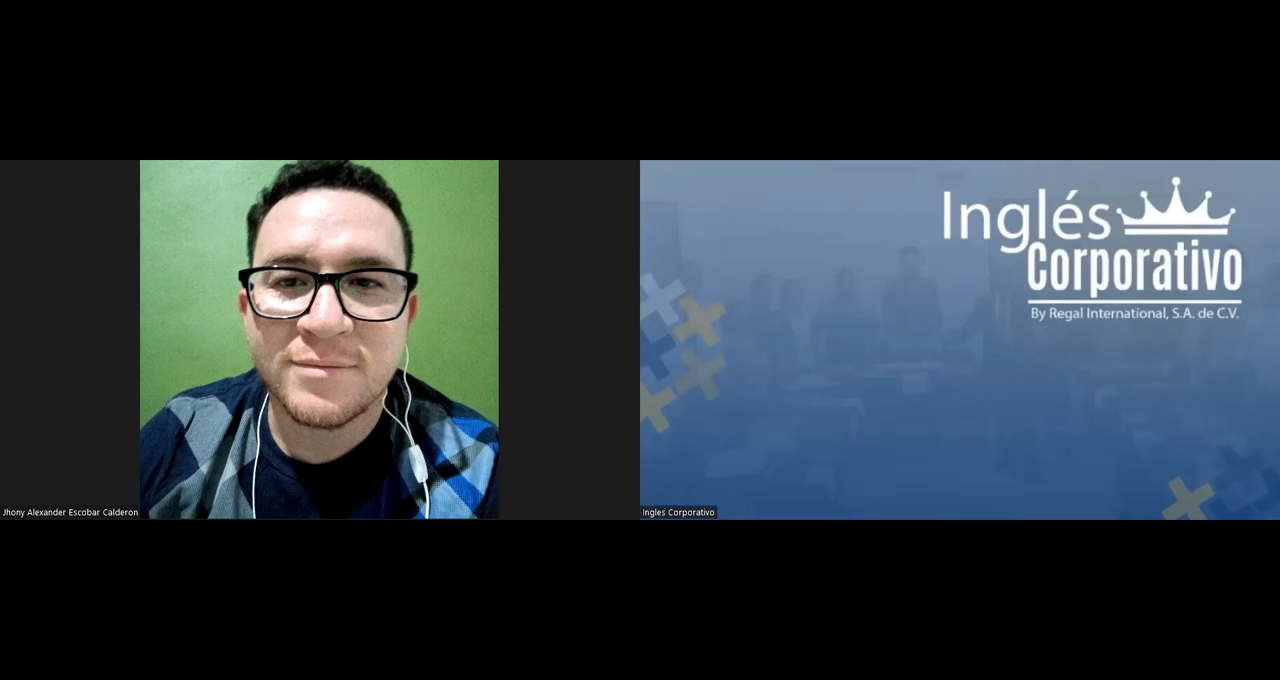 Inglés
Corporativo
By Regal International, S.A. de C.V.
Jhony Alexander Escobar Calderon
Ingles Corporativo